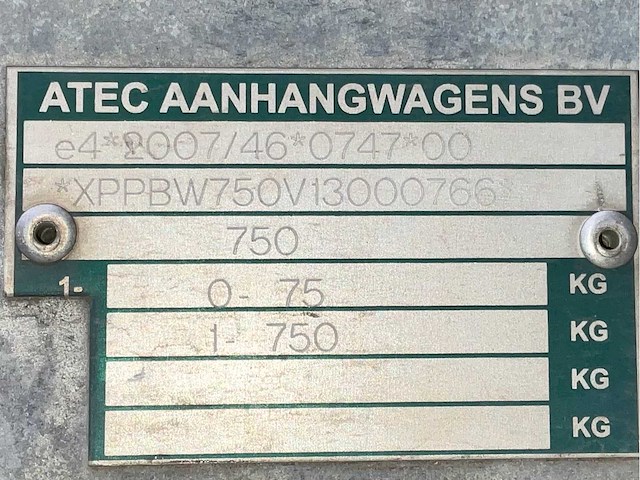 ATEC AANHANGWAGENS BV
e4*2007/46*0747*00
*XPPBW750V13000766*
750
1- 0- 75 KG
1- 750 KG
KG
KG